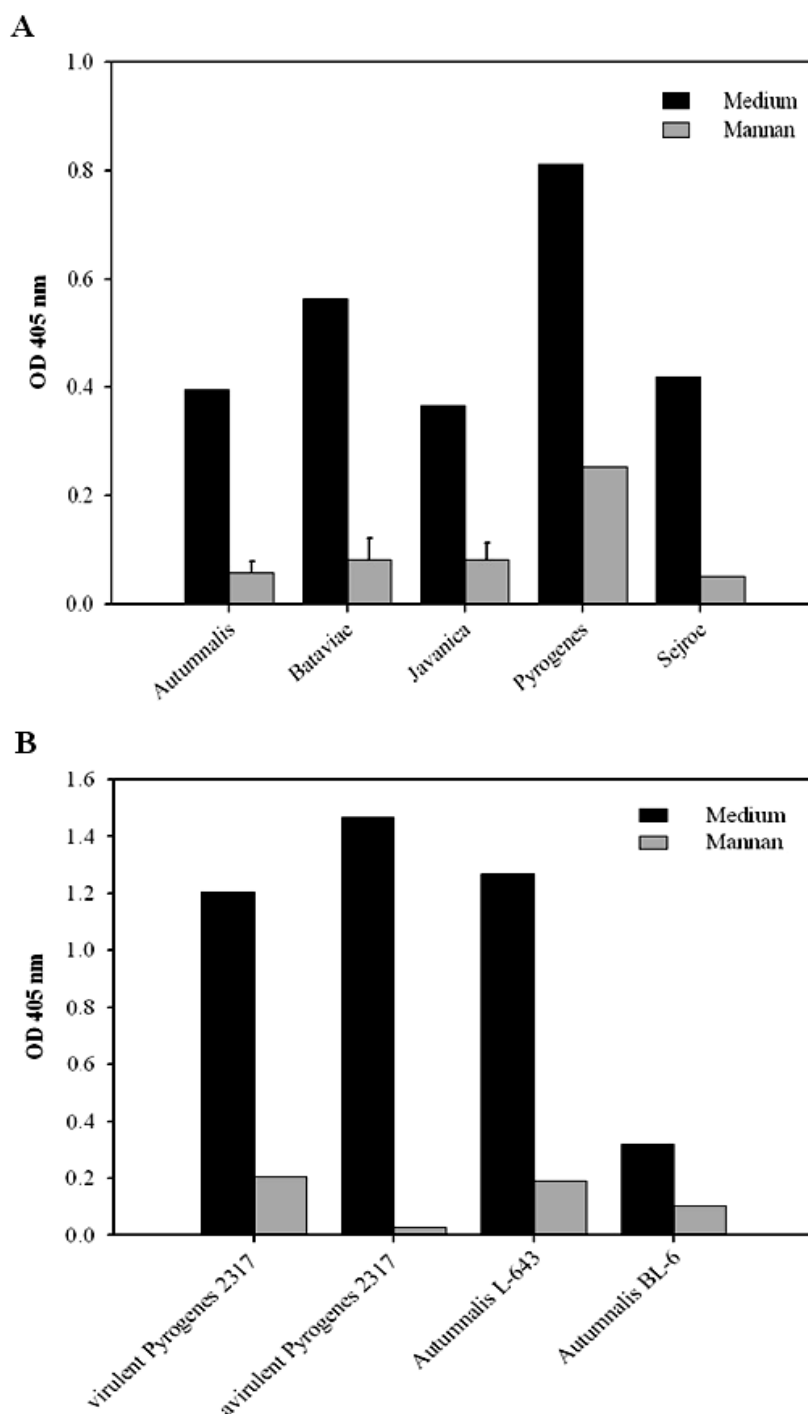 A
1.0
0.8
0.6
0.4
0.2
0.0
OD 405 nm
Medium
Mannan
Autumnalis
Bataviae
Javanica
Pyrogenes
Sejroe
B
1.6
1.4
1.2
1.0
0.8
0.6
0.4
0.2
0.0
OD 405 nm
Medium
Mannan
virulent Pyrogenes 2317
avirulent Pyrogenes 2317
Autumnalis L-643
Autumnalis BL-6